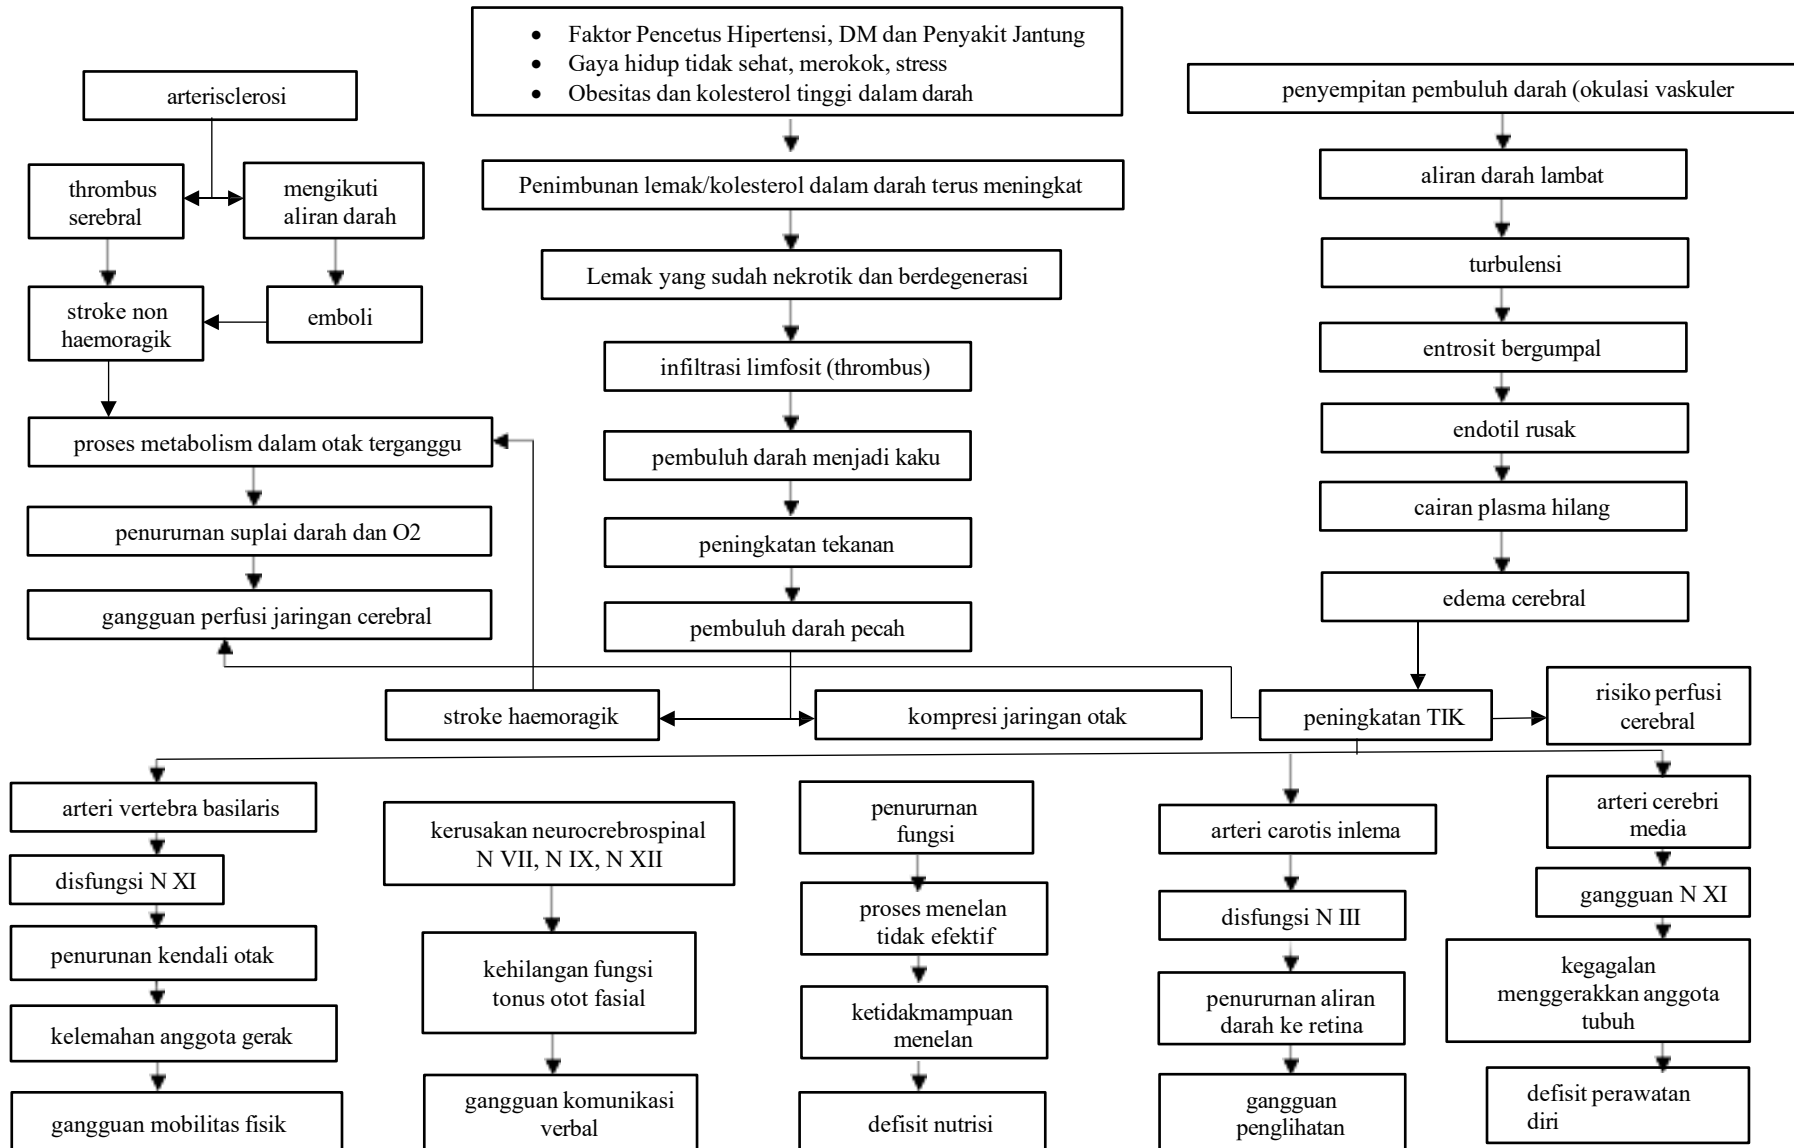 • Faktor Pencetus Hipertensi, DM dan Penyakit Jantung
• Gaya hidup tidak sehat, merokok, stress
• Obesitas dan kolesterol tinggi dalam darah
arterisclerosi
penyempitan pembuluh darah (okulasi vaskuler
thrombus
serebral
mengikuti
aliran darah
Penimbunan lemak/kolesterol dalam darah terus meningkat
aliran darah lambat
Lemak yang sudah nekrotik dan berdegenerasi
turbulensi
stroke non
haemoragik
emboli
infiltrasi limfosit (thrombus)
entrosit bergumpal
proses metabolism dalam otak terganggu
pembuluh darah menjadi kaku
endotil rusak
penururnan suplai darah dan O2
peningkatan tekanan
cairan plasma hilang
gangguan perfusi jaringan cerebral
pembuluh darah pecah
edema cerebral
stroke haemoragik
kompresi jaringan otak
peningkatan TIK
risiko perfusi
cerebral
arteri vertebra basilaris
kerusakan neurocrebrospinal
N VII, N IX, N XII
penururnan
fungsi
arteri carotis inlema
arteri cerebri
media
disfungsi N XI
proses menelan
tidak efektif
disfungsi N III
gangguan N XI
penurunan kendali otak
kehilangan fungsi
tonus otot fasial
ketidakmampuan
menelan
penururnan aliran
darah ke retina
kegagalan
menggerakkan anggota
tubuh
kelemahan anggota gerak
gangguan mobilitas fisik
gangguan komunikasi
verbal
defisit nutrisi
gangguan
penglihatan
defisit perawatan
diri